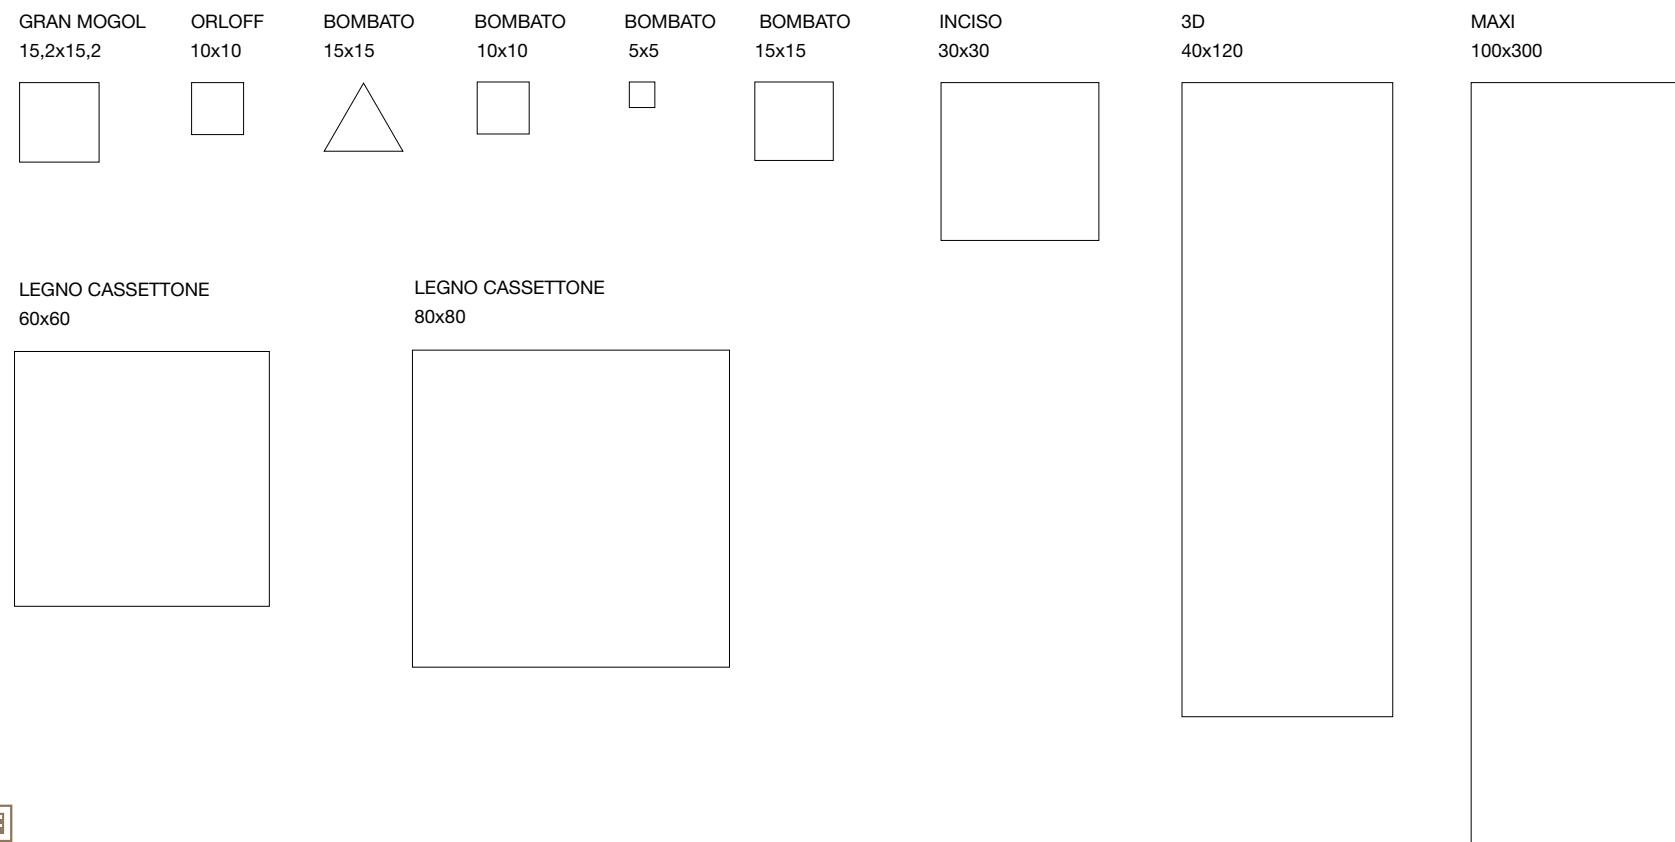 GRAN MOGOL
15,2x15,2
ORLOFF
10x10
BOMBATO
15x15
BOMBATO
10x10
BOMBATO
5x5
BOMBATO
15x15
INCISO
30x30
3D
40x120
MAXI
100x300
LEGNO CASSETTONE
60x60
LEGNO CASSETTONE
80x80